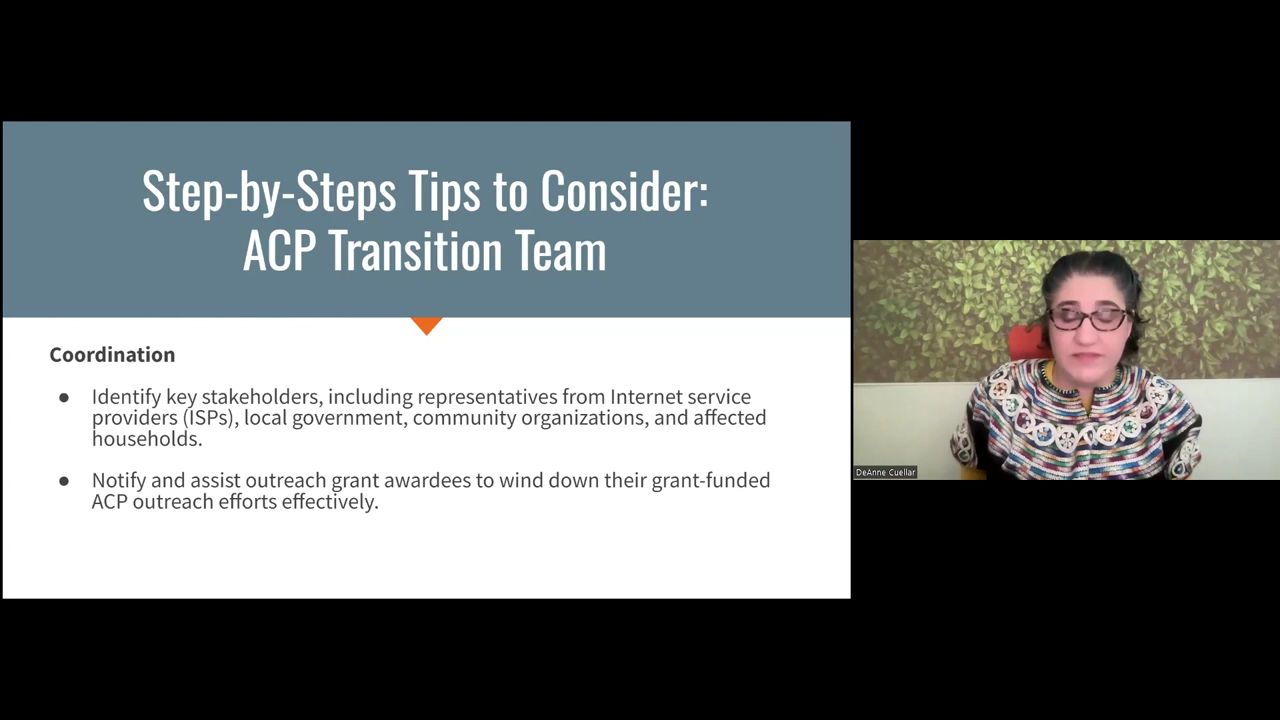 Step-by-Steps Tips to Consider:
ACP Transition Team
Coordination
● Identify key stakeholders, including representatives from Internet service
providers (ISPs), local government, community organizations, and affected
households.
● Notify and assist outreach grant awardees to wind down their grant-funded
ACP outreach efforts effectively.
DeAnne Cuellar